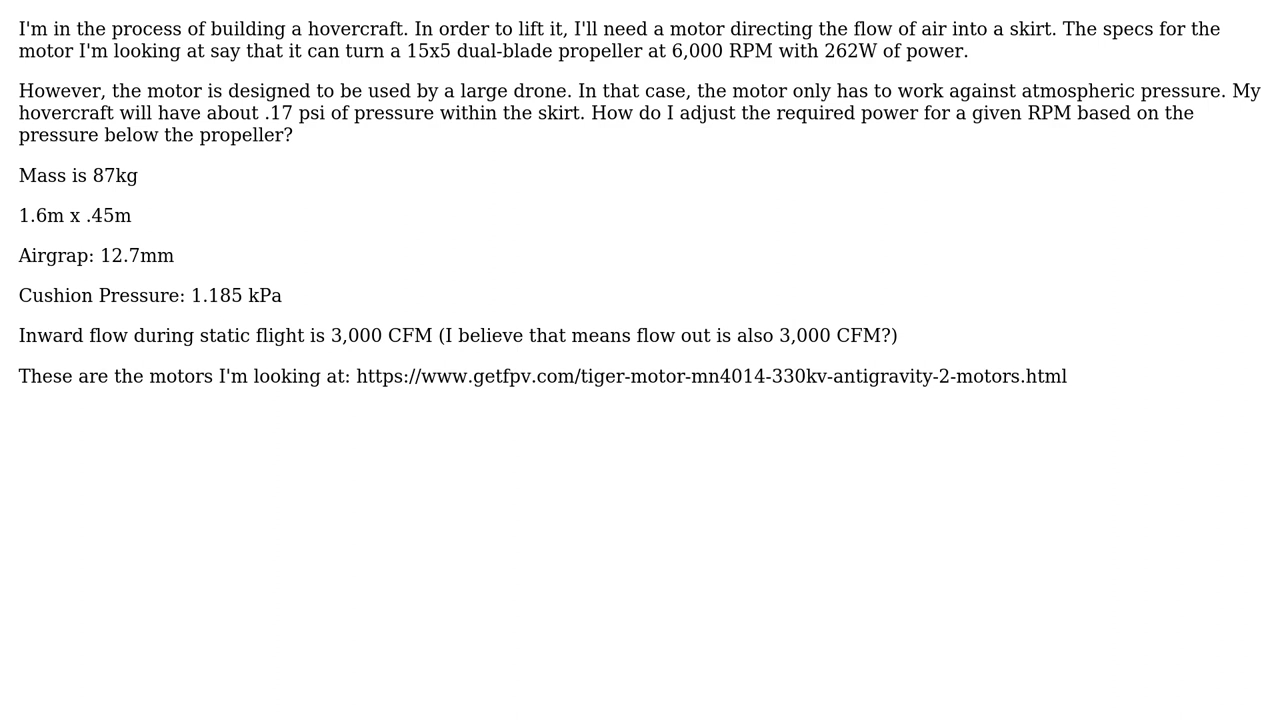 I'm in the process of building a hovercraft. In order to lift it, I'll need a motor directing the flow of air into a skirt. The specs for the
motor I'm looking at say that it can turn a 15x5 dual-blade propeller at 6,000 RPM with 262W of power.
However, the motor is designed to be used by a large drone. In that case, the motor only has to work against atmospheric pressure. My
hovercraft will have about .17 psi of pressure within the skirt. How do I adjust the required power for a given RPM based on the
pressure below the propeller?
Mass is 87kg
1.6m x .45m
Airgrap: 12.7mm
Cushion Pressure: 1.185 kPa
Inward flow during static flight is 3,000 CFM (I believe that means flow out is also 3,000 CFM?)
These are the motors I'm looking at: https://www.getfpv.com/tiger-motor-mn4014-330kv-antigravity-2-motors.html